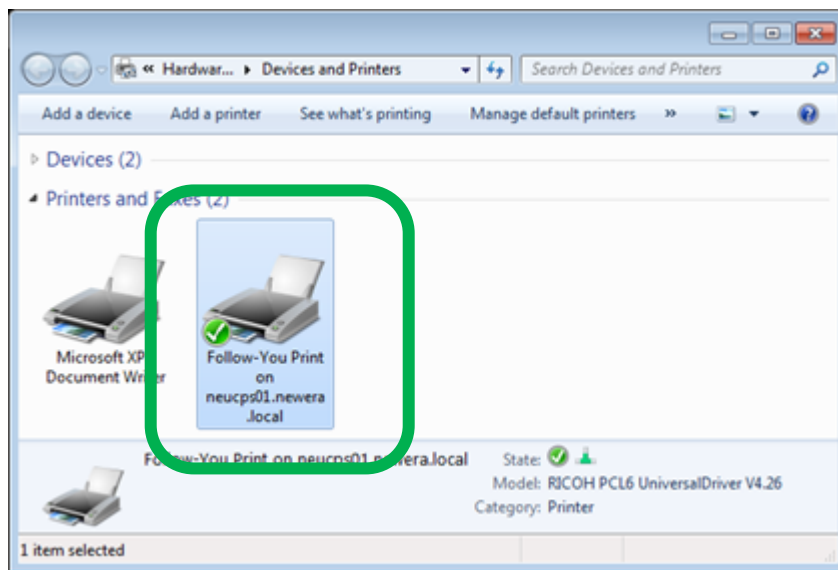 « Hardwar... ▸ Devices and Printers
Search Devices and Printers
Add a device Add a printer See what's printing Manage default printers »
Devices (2)
Printers and Faxes (2)
Microsoft XP
Document Writer
Follow-You Print
on
neucps01.newera
.local
Follow-You Print on neucps01.newera.local State:
Model: RICOH PCL6 UniversalDriver V4.26
Category: Printer
1 item selected